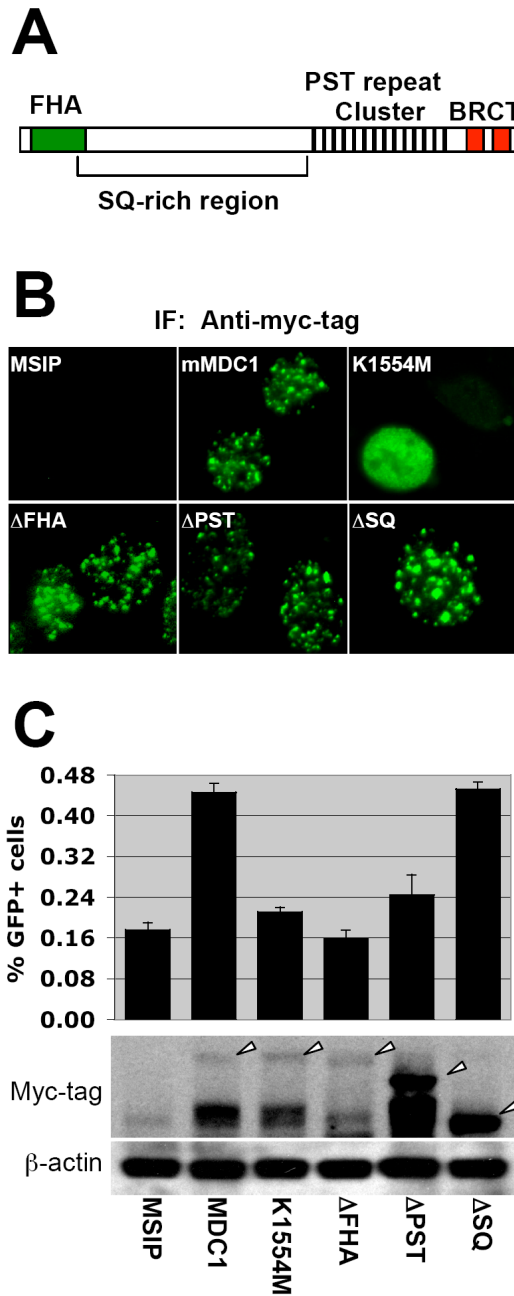 A
FHA
PST repeat
Cluster
BRCT
SQ-rich region
B
IF: Anti-myc-tag
MSIP
mMDC1
K1554M
ΔFHA
ΔPST
ΔSQ
C
% GFP+ cells
0.48
0.40
0.32
0.24
0.16
0.08
0.00
Myc-tag
β-actin
MSIP
MDC1
K1554M
ΔFHA
ΔPST
ΔSQ